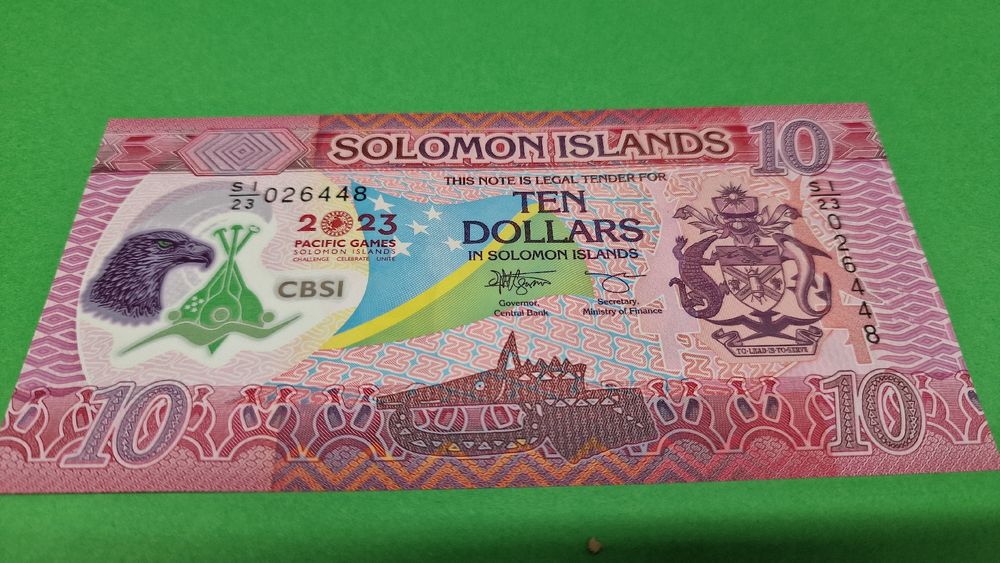 SOLOMON ISLANDS
10
THIS NOTE IS LEGAL TENDER FOR
TEN
DOLLARS
IN SOLOMON ISLANDS
Governor,
Central Bank
Secretary,
Ministry of Finance
S I/23 026448
2023
PACIFIC GAMES
SOLOMON ISLANDS
CHALLENGE CELEBRATE UNITE
CBSI
S I/23 026448
TO·LEAD·IS·TO·SERVE
10
10